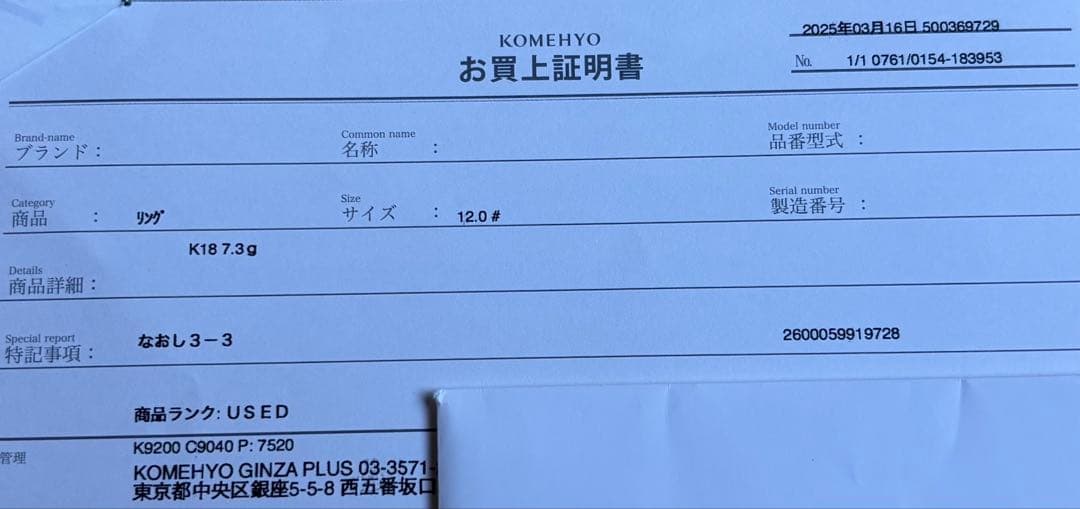 KOMEHYO
お買上証明書
2025年03月16日 500369729
No. 1/1 0761/0154-183953
Brand-name
ブランド：
Common name
名称 ：
Model number
品番型式 ：
Category
商品 ： リング
Size
サイズ ： 12.0 #
Serial number
製造番号 ：
K18 7.3g
Details
商品詳細：
Special report
特記事項： なおし3－3 2600059919728
商品ランク: USED
管理
K9200 C9040 P: 7520
KOMEHYO GINZA PLUS 03-3571-
東京都中央区銀座5-5-8 西五番坂口